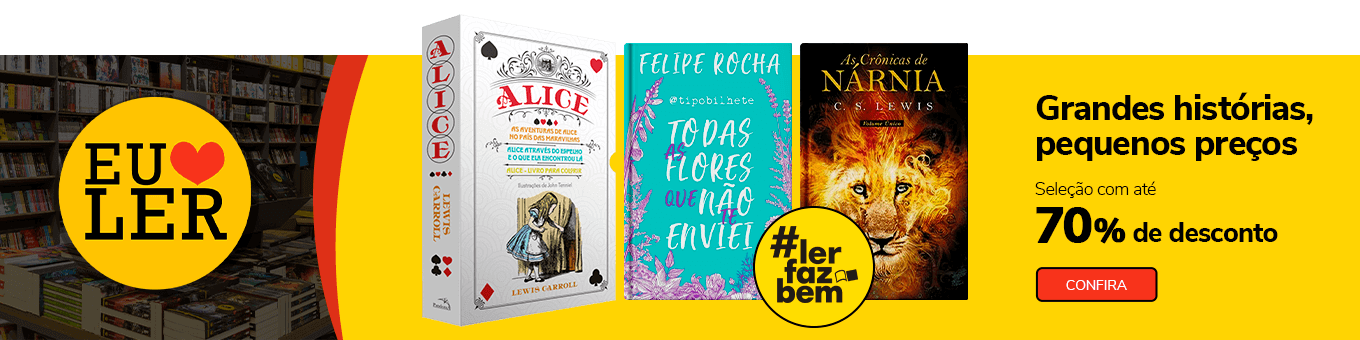 EU
LER
ALICE
LEWIS
CARROLL
ALICE
AS AVENTURAS DE ALICE
NO PAÍS DAS MARAVILHAS
ALICE ATRAVÉS DO ESPELHO
E O QUE ELA ENCONTROU LÁ
ALICE - LIVRO PARA COLORIR
Ilustrações de John Tenniel
LEWIS CARROLL
FELIPE ROCHA
@tipobilhete
TODAS
AS
FLORES
QUE NÃO
TE
ENVIEI
As Crônicas de
NÁRNIA
C. S. LEWIS
Volume Único
#ler
faz
bem
Grandes histórias,
pequenos preços
Seleção com até
70% de desconto
CONFIRA